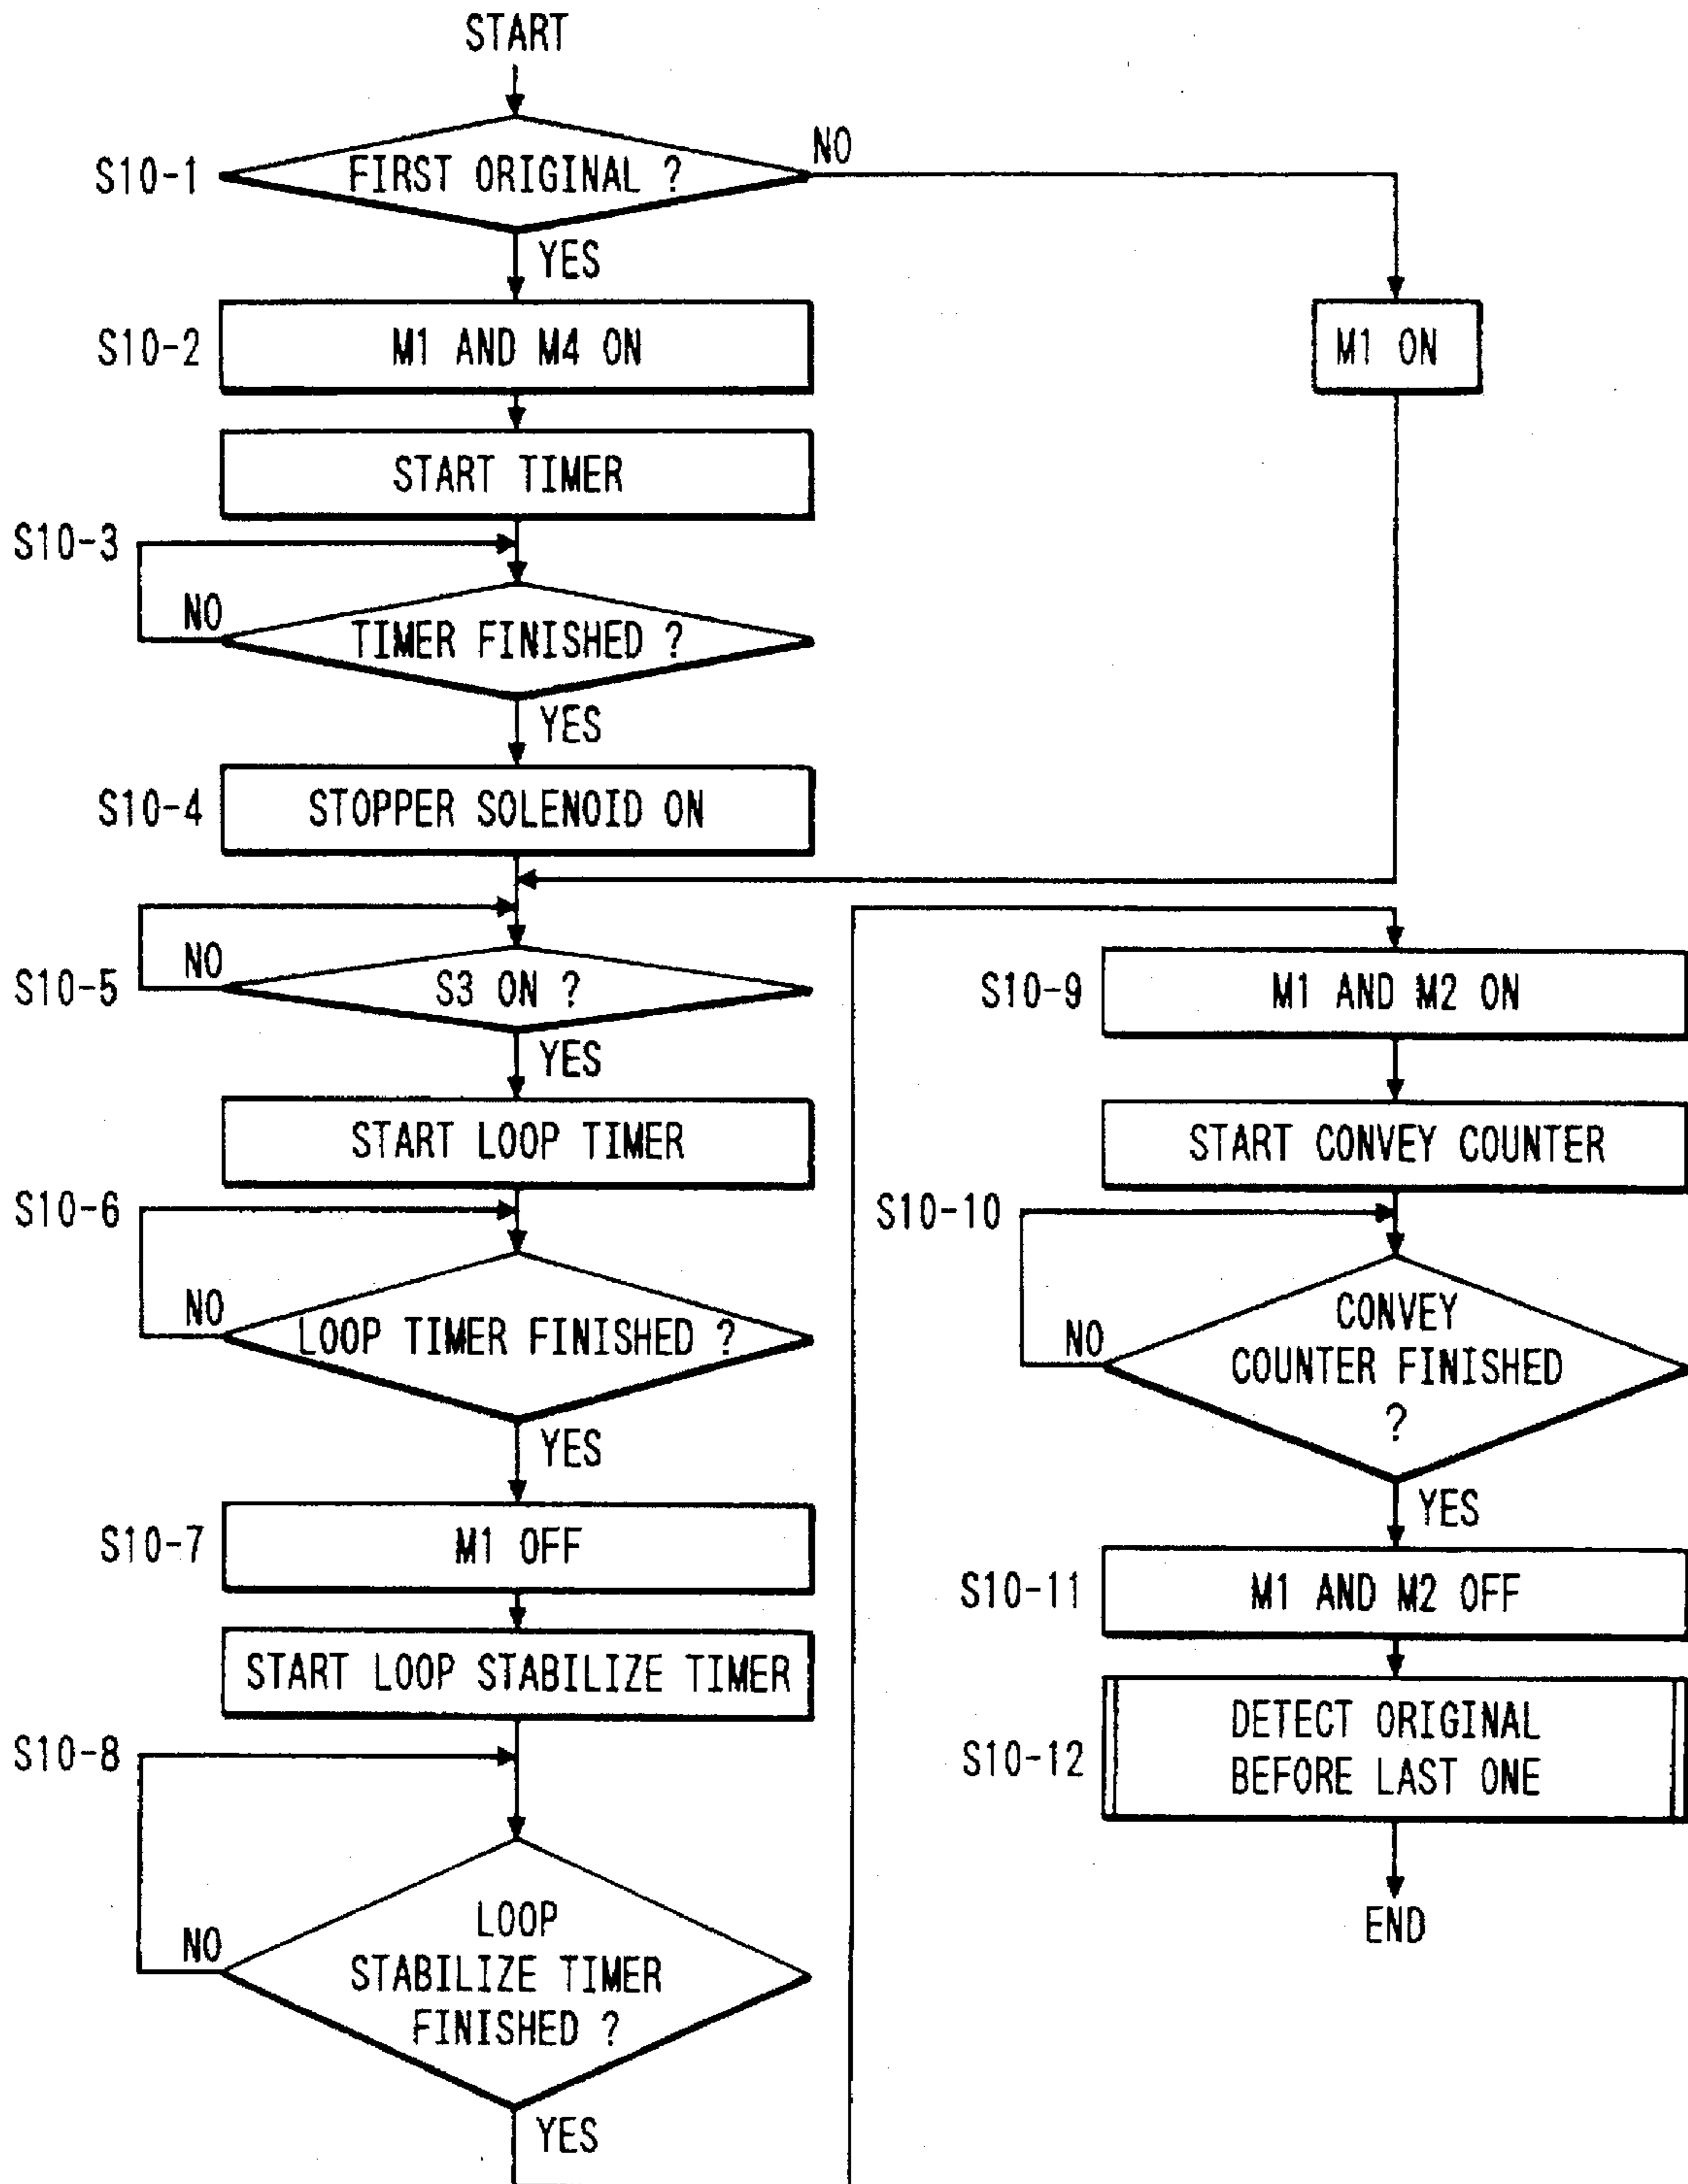 START
S10-1
FIRST ORIGINAL ?
NO
YES
S10-2
M1 AND M4 ON
M1 ON
START TIMER
S10-3
NO
TIMER FINISHED ?
YES
S10-4
STOPPER SOLENOID ON
S10-5
NO
S3 ON ?
YES
START LOOP TIMER
S10-6
NO
LOOP TIMER FINISHED ?
YES
S10-7
M1 OFF
START LOOP STABILIZE TIMER
S10-8
NO
LOOP
STABILIZE TIMER
FINISHED ?
YES
S10-9
M1 AND M2 ON
START CONVEY COUNTER
S10-10
NO
CONVEY
COUNTER FINISHED
?
YES
S10-11
M1 AND M2 OFF
S10-12
DETECT ORIGINAL
BEFORE LAST ONE
END